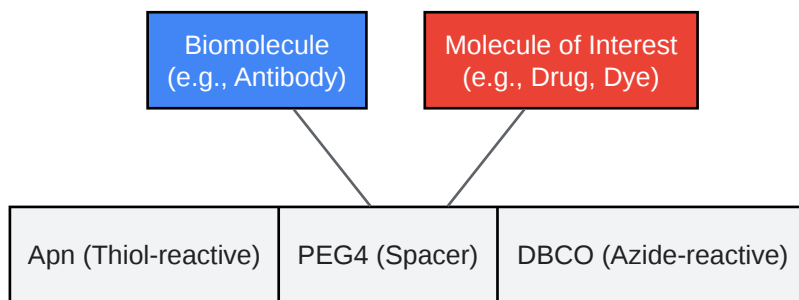 Biomolecule
(e.g., Antibody)
Molecule of Interest
(e.g., Drug, Dye)
Apn (Thiol-reactive)
PEG4 (Spacer)
DBCO (Azide-reactive)